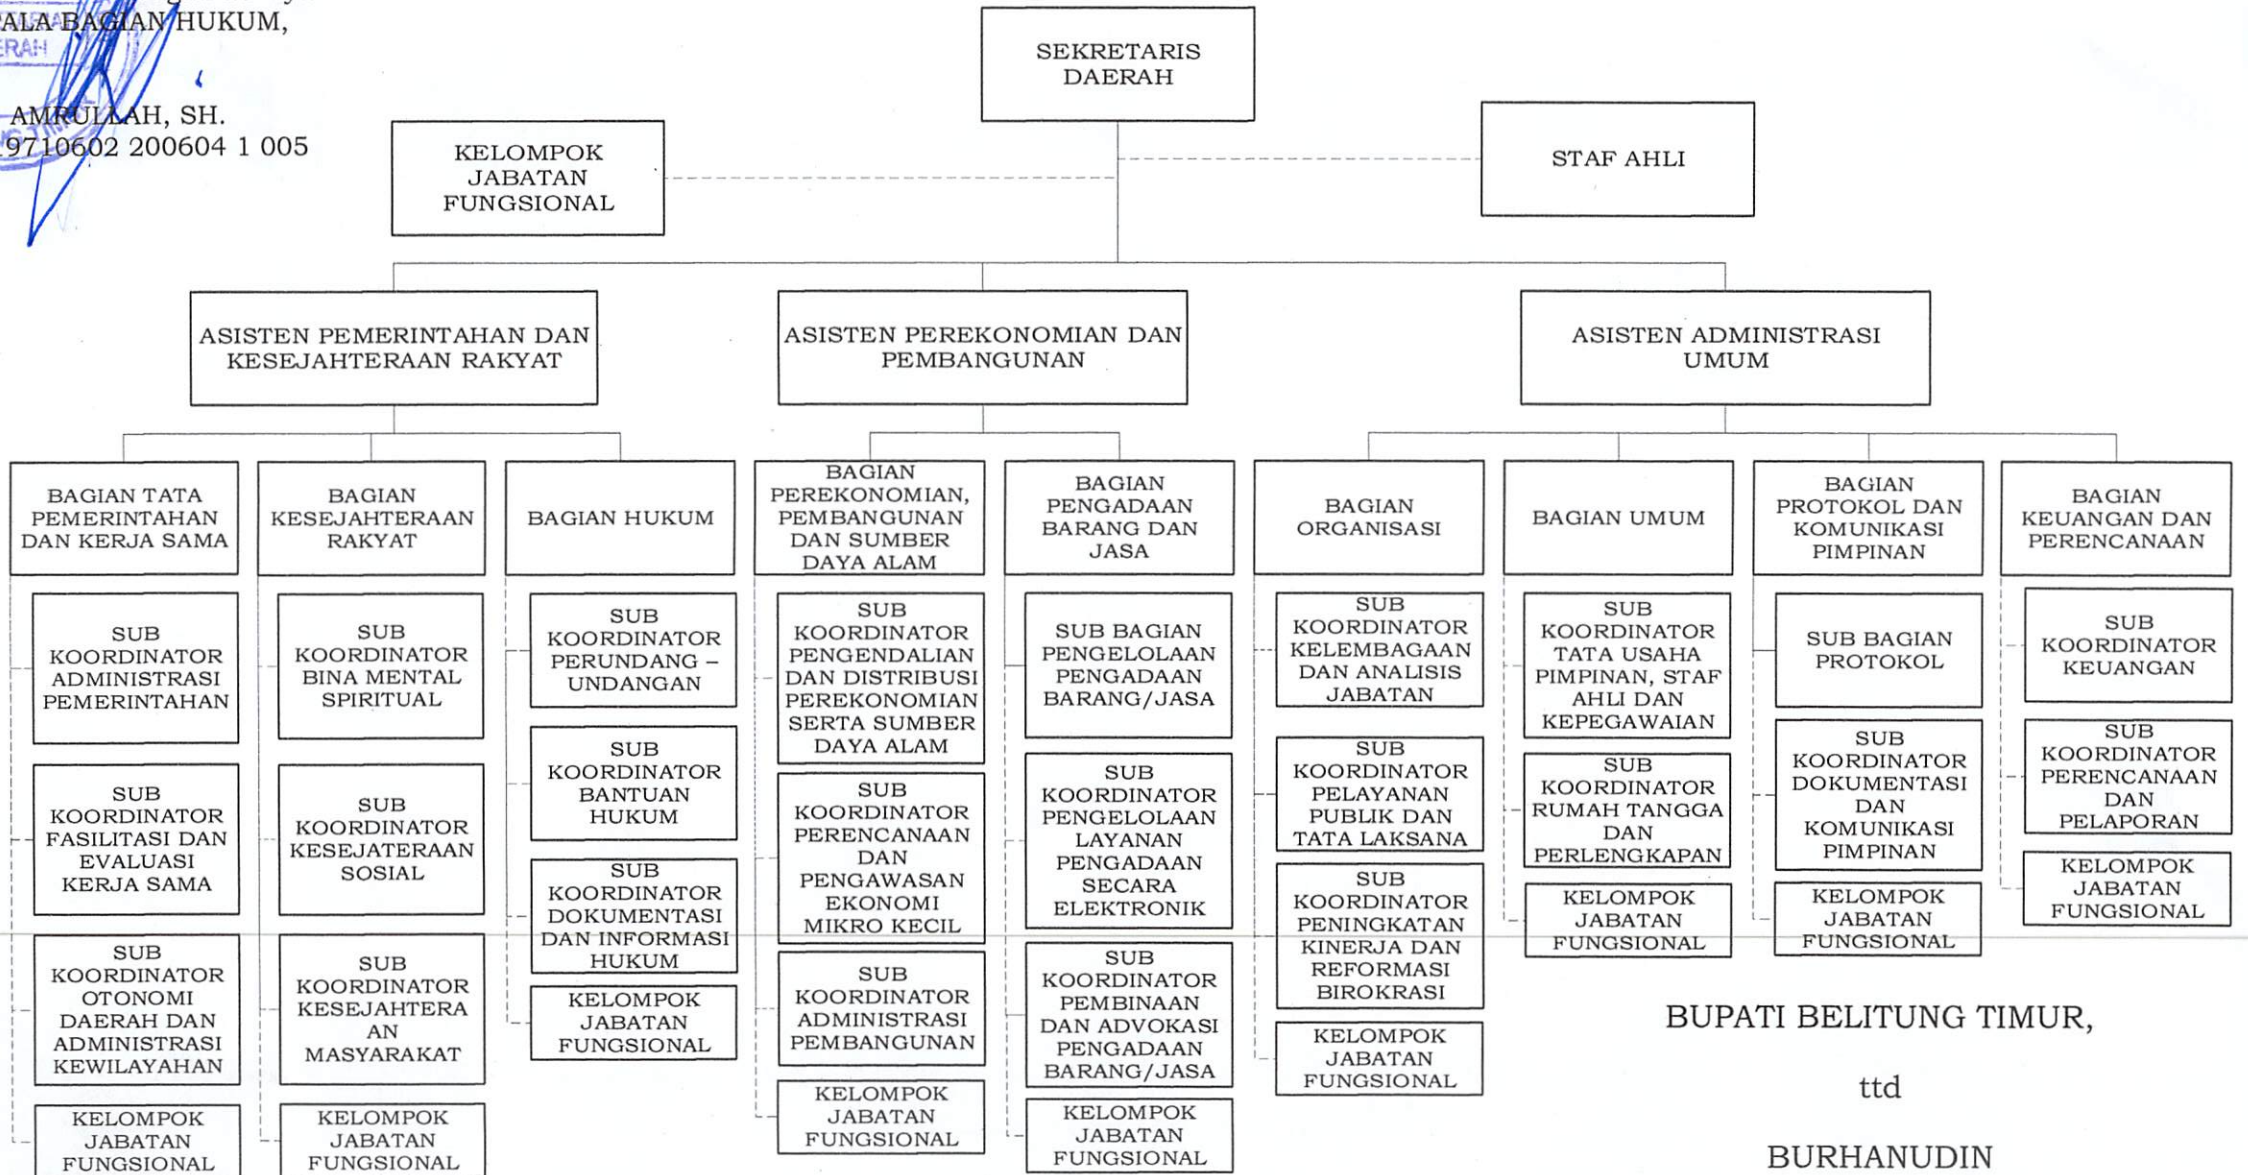 PALA BAGIAN HUKUM,
AMRULLAH, SH.
19710602 200604 1 005
SEKRETARIS
DAERAH
KELOMPOK
JABATAN
FUNGSIONAL
STAF AHLI
ASISTEN PEMERINTAHAN DAN
KESEJAHTERAAN RAKYAT
ASISTEN PEREKONOMIAN DAN
PEMBANGUNAN
ASISTEN ADMINISTRASI
UMUM
BAGIAN TATA
PEMERINTAHAN
DAN KERJA SAMA
BAGIAN
KESEJAHTERAAN
RAKYAT
BAGIAN HUKUM
BAGIAN
PEREKONOMIAN,
PEMBANGUNAN
DAN SUMBER
DAYA ALAM
BAGIAN
PENGADAAN
BARANG DAN
JASA
BAGIAN
ORGANISASI
BAGIAN UMUM
BAGIAN
PROTOKOL DAN
KOMUNIKASI
PIMPINAN
BAGIAN
KEUANGAN DAN
PERENCANAAN
SUB
KOORDINATOR
ADMINISTRASI
PEMERINTAHAN
SUB
KOORDINATOR
FASILITASI DAN
EVALUASI
KERJA SAMA
SUB
KOORDINATOR
OTONOMI
DAERAH DAN
ADMINISTRASI
KEWILAYAHAN
KELOMPOK
JABATAN
FUNGSIONAL
SUB
KOORDINATOR
BINA MENTAL
SPIRITUAL
SUB
KOORDINATOR
KESEJATERAAN
SOSIAL
SUB
KOORDINATOR
KESEJAHTERA
AN
MASYARAKAT
KELOMPOK
JABATAN
FUNGSIONAL
SUB
KOORDINATOR
PERUNDANG –
UNDANGAN
SUB
KOORDINATOR
BANTUAN
HUKUM
SUB
KOORDINATOR
DOKUMENTASI
DAN INFORMASI
HUKUM
KELOMPOK
JABATAN
FUNGSIONAL
SUB
KOORDINATOR
PENGENDALIAN
DAN DISTRIBUSI
PEREKONOMIAN
SERTA SUMBER
DAYA ALAM
SUB
KOORDINATOR
PERENCANAAN
DAN
PENGAWASAN
EKONOMI
MIKRO KECIL
SUB
KOORDINATOR
ADMINISTRASI
PEMBANGUNAN
KELOMPOK
JABATAN
FUNGSIONAL
SUB BAGIAN
PENGELOLAAN
PENGADAAN
BARANG/JASA
SUB
KOORDINATOR
PENGELOLAAN
LAYANAN
PENGADAAN
SECARA
ELEKTRONIK
SUB
KOORDINATOR
PEMBINAAN
DAN ADVOKASI
PENGADAAN
BARANG/JASA
KELOMPOK
JABATAN
FUNGSIONAL
SUB
KOORDINATOR
KELEMBAGAAN
DAN ANALISIS
JABATAN
SUB
KOORDINATOR
PELAYANAN
PUBLIK DAN
TATA LAKSANA
SUB
KOORDINATOR
PENINGKATAN
KINERJA DAN
REFORMASI
BIROKRASI
KELOMPOK
JABATAN
FUNGSIONAL
SUB
KOORDINATOR
TATA USAHA
PIMPINAN, STAF
AHLI DAN
KEPEGAWAIAN
SUB
KOORDINATOR
RUMAH TANGGA
DAN
PERLENGKAPAN
KELOMPOK
JABATAN
FUNGSIONAL
SUB BAGIAN
PROTOKOL
SUB
KOORDINATOR
DOKUMENTASI
DAN
KOMUNIKASI
PIMPINAN
KELOMPOK
JABATAN
FUNGSIONAL
SUB
KOORDINATOR
KEUANGAN
SUB
KOORDINATOR
PERENCANAAN
DAN
PELAPORAN
KELOMPOK
JABATAN
FUNGSIONAL
BUPATI BELITUNG TIMUR,
ttd
BURHANUDIN